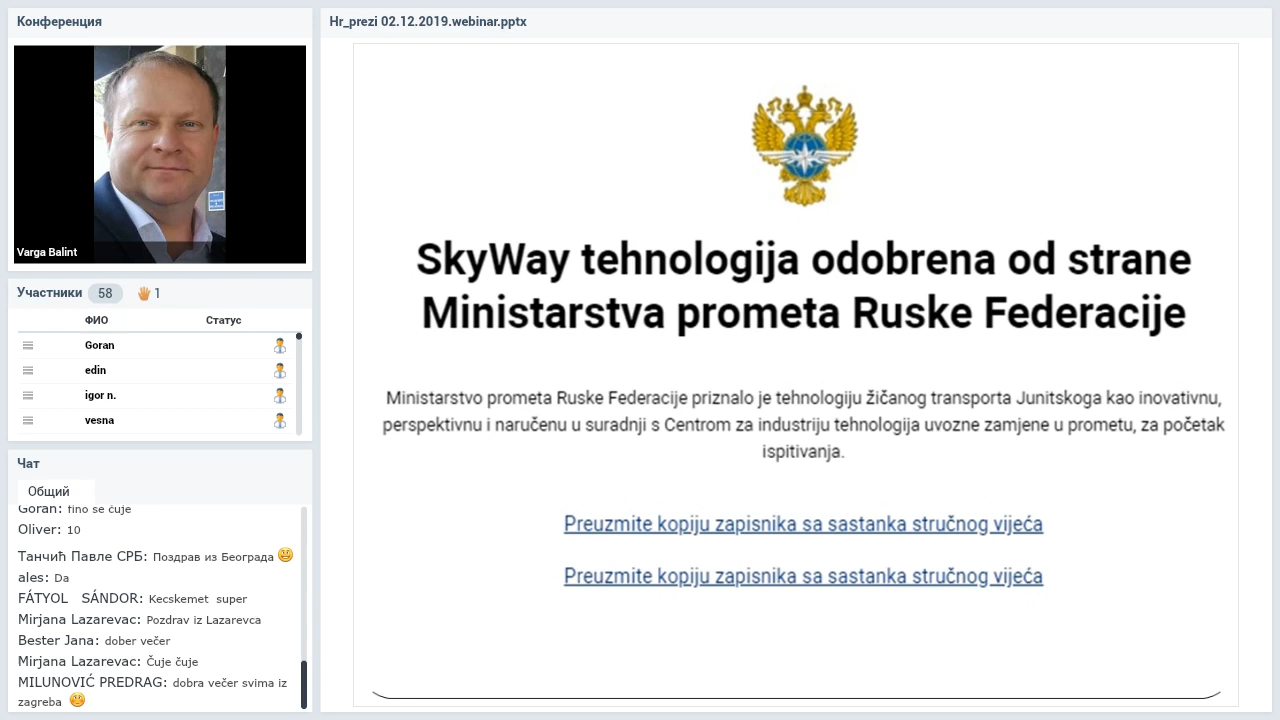 Конференция
Varga Balint
Участники 58 1
ФИО Статус
Goran
edin
igor n.
vesna
Чат
Общий
Goran: fino se čuje
Oliver: 10
Танчић Павле СРБ: Поздрав из Београда
ales: Da
FÁTYOL SÁNDOR: Kecskemet super
Mirjana Lazarevac: Pozdrav iz Lazarevca
Bester Jana: dober večer
Mirjana Lazarevac: Čuje čuje
MILUNOVIĆ PREDRAG: dobra večer svima iz
zagreba
Hr_prezi 02.12.2019.webinar.pptx
SkyWay tehnologija odobrena od strane
Ministarstva prometa Ruske Federacije
Ministarstvo prometa Ruske Federacije priznalo je tehnologiju žičanog transporta Junitskoga kao inovativnu,
perspektivnu i naručenu u suradnji s Centrom za industriju tehnologija uvozne zamjene u prometu, za početak
ispitivanja.
Preuzmite kopiju zapisnika sa sastanka stručnog vijeća
Preuzmite kopiju zapisnika sa sastanka stručnog vijeća